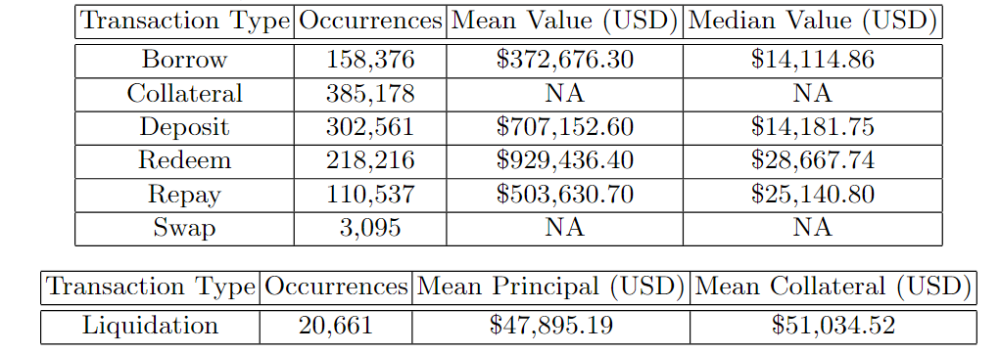 Transaction Type Occurrences Mean Value (USD) Median Value (USD)
Borrow 158,376 $372,676.30 $14,114.86
Collateral 385,178 NA NA
Deposit 302,561 $707,152.60 $14,181.75
Redeem 218,216 $929,436.40 $28,667.74
Repay 110,537 $503,630.70 $25,140.80
Swap 3,095 NA NA
Transaction Type Occurrences Mean Principal (USD) Mean Collateral (USD)
Liquidation 20,661 $47,895.19 $51,034.52